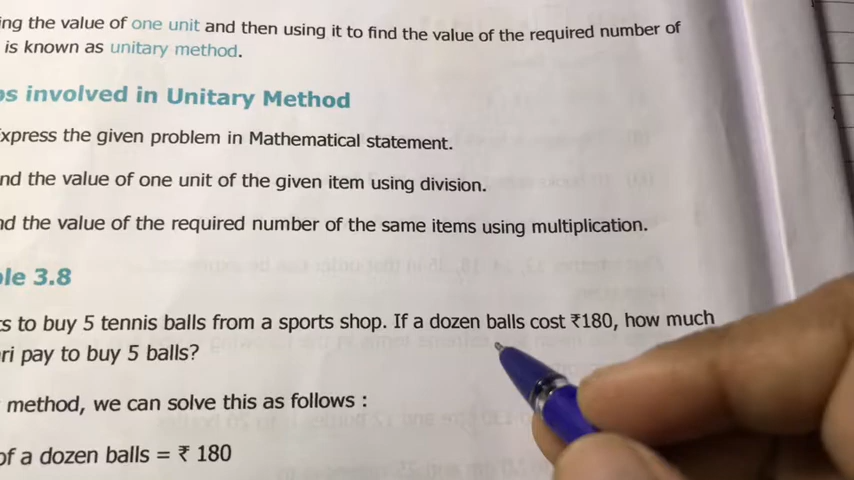 ing the value of one unit and then using it to find the value of the required number of
is known as unitary method.
os involved in Unitary Method
xpress the given problem in Mathematical statement.
nd the value of one unit of the given item using division.
nd the value of the required number of the same items using multiplication.
le 3.8
ts to buy 5 tennis balls from a sports shop. If a dozen balls cost ₹180, how much
ri pay to buy 5 balls?
method, we can solve this as follows :
of a dozen balls = ₹ 180